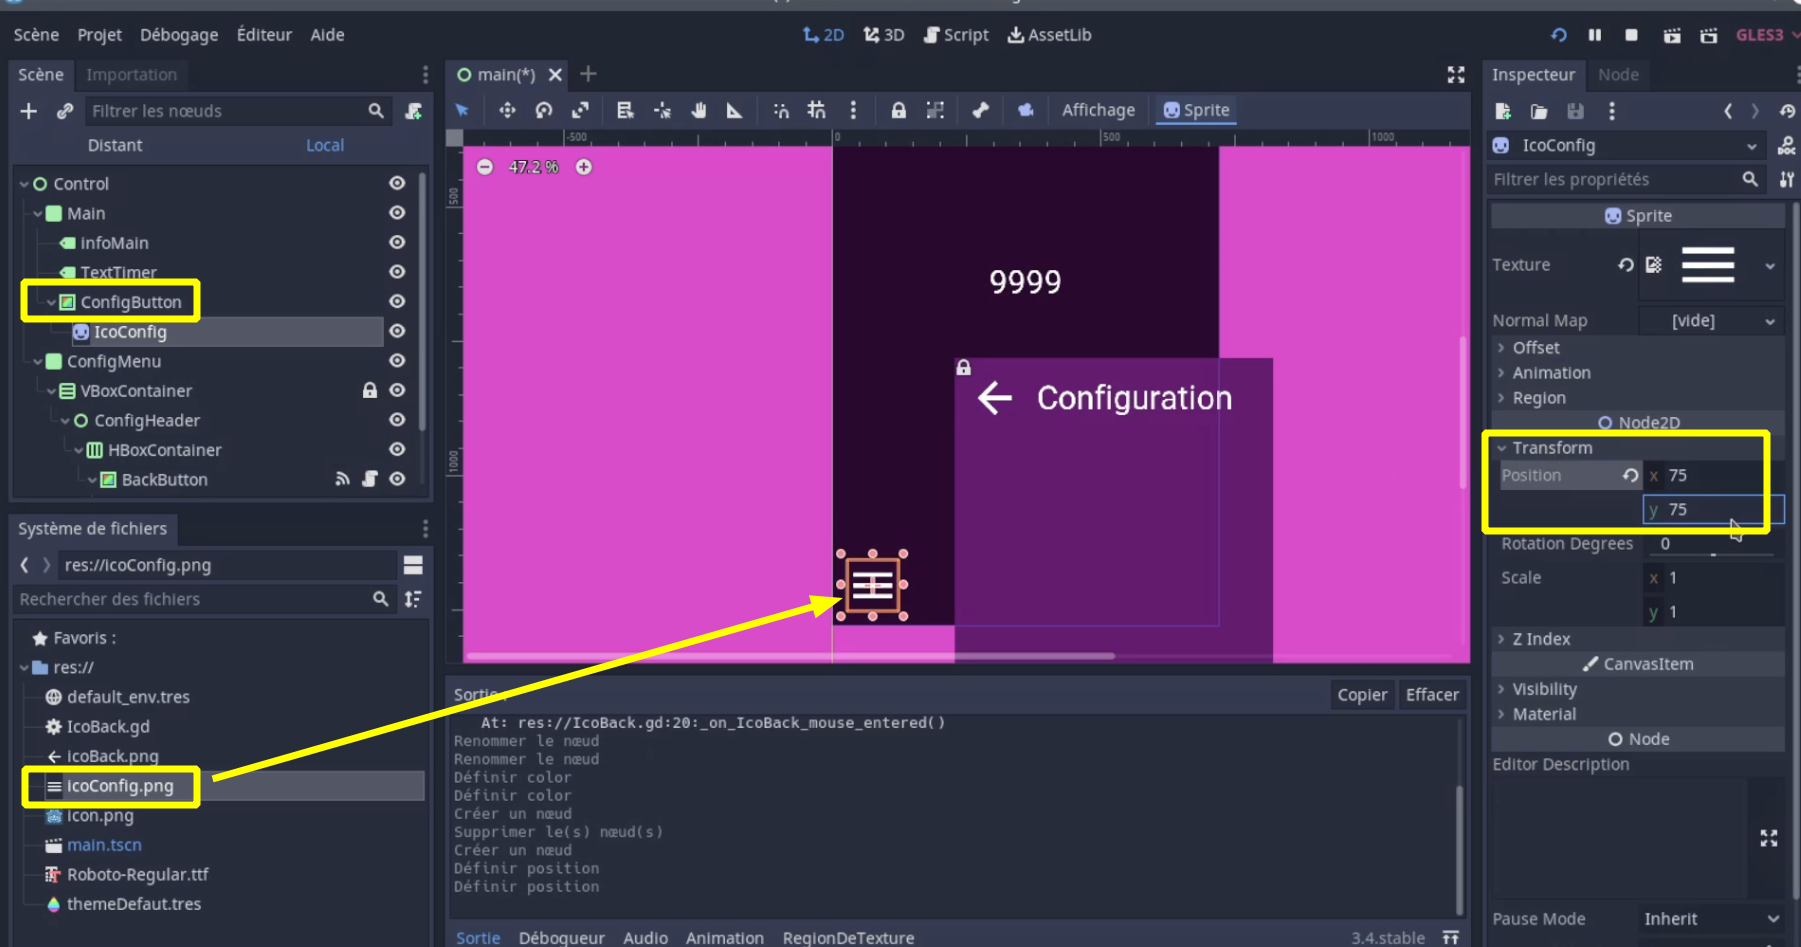 Scène Projet Débogage Éditeur Aide
2D 3D Script AssetLib
GLES3
Scène Importation
Filtrer les nœuds
Distant Local
Control
Main
infoMain
TextTimer
ConfigButton
IcoConfig
ConfigMenu
VBoxContainer
ConfigHeader
HBoxContainer
BackButton
Système de fichiers
res://icoConfig.png
Rechercher des fichiers
Favoris :
res://
default_env.tres
IcoBack.gd
icoBack.png
icoConfig.png
icon.png
main.tscn
Roboto-Regular.ttf
themeDefaut.tres
main(*)
Affichage Sprite
-500 0 500 1000
500
1000
47.2 %
9999
Configuration
Sortie
Copier Effacer
At: res://IcoBack.gd:20:_on_IcoBack_mouse_entered()
Renommer le nœud
Renommer le nœud
Définir color
Définir color
Créer un nœud
Supprimer le(s) nœud(s)
Créer un nœud
Définir position
Définir position
Sortie Débogueur Audio Animation RegionDeTexture
3.4.stable
Inspecteur Node
IcoConfig
DOC
Filtrer les propriétés
Sprite
Texture
Normal Map [vide]
Offset
Animation
Region
Node2D
Transform
Position x 75
y 75
Rotation Degrees 0
Scale x 1
y 1
Z Index
CanvasItem
Visibility
Material
Node
Editor Description
Pause Mode Inherit